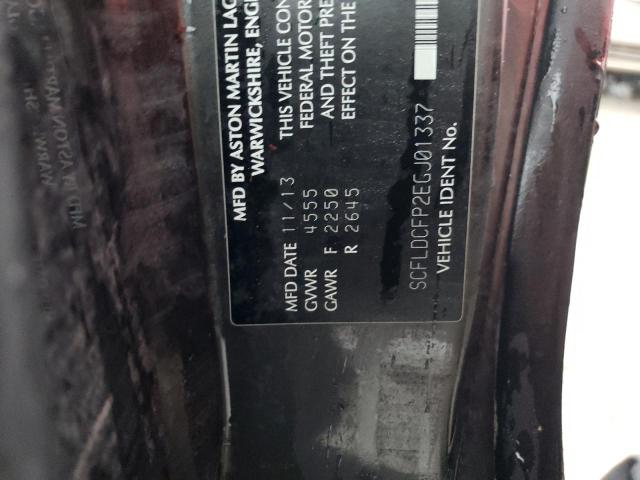 MFD BY ASTON MARTIN LAG
WARWICKSHIRE, ENG
THIS VEHICLE CON
FEDERAL MOTOR
AND THEFT PRE
EFFECT ON THE
MFD DATE 11/13
GVWR 4555
GAWR F 2250
R 2645
SCFLDCFP2EGJ01337
VEHICLE IDENT No.